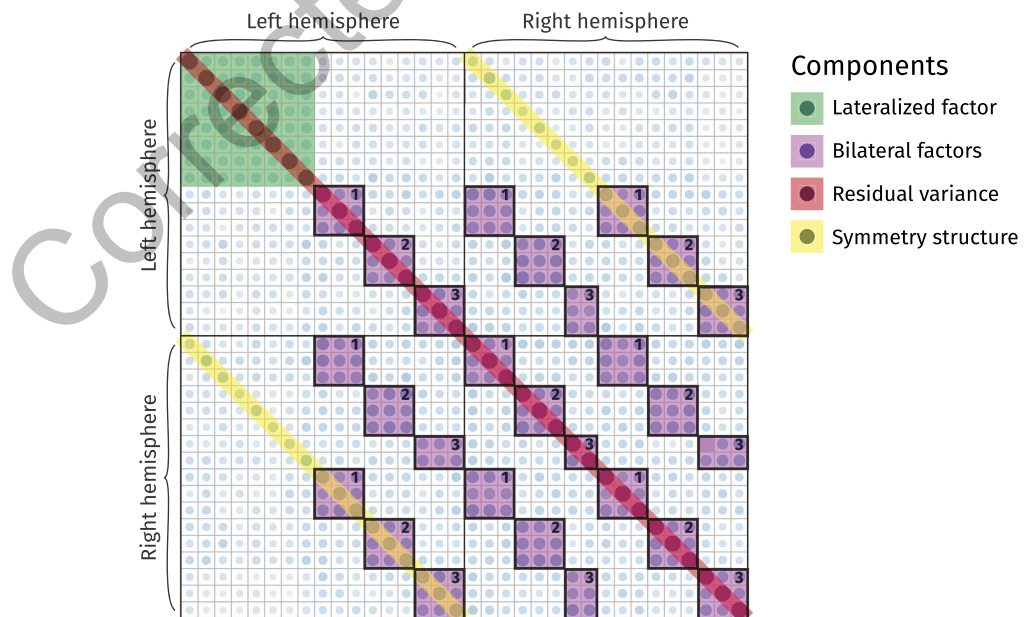 Left hemisphere
Right hemisphere
Components
Lateralized factor
Bilateral factors
Residual variance
Symmetry structure
Left hemisphere
Right hemisphere
1 1 1
2 2 2
3 3 3
1 1 1
2 2 2
3 3 3
1 1 1
2 2 2
3 3 3